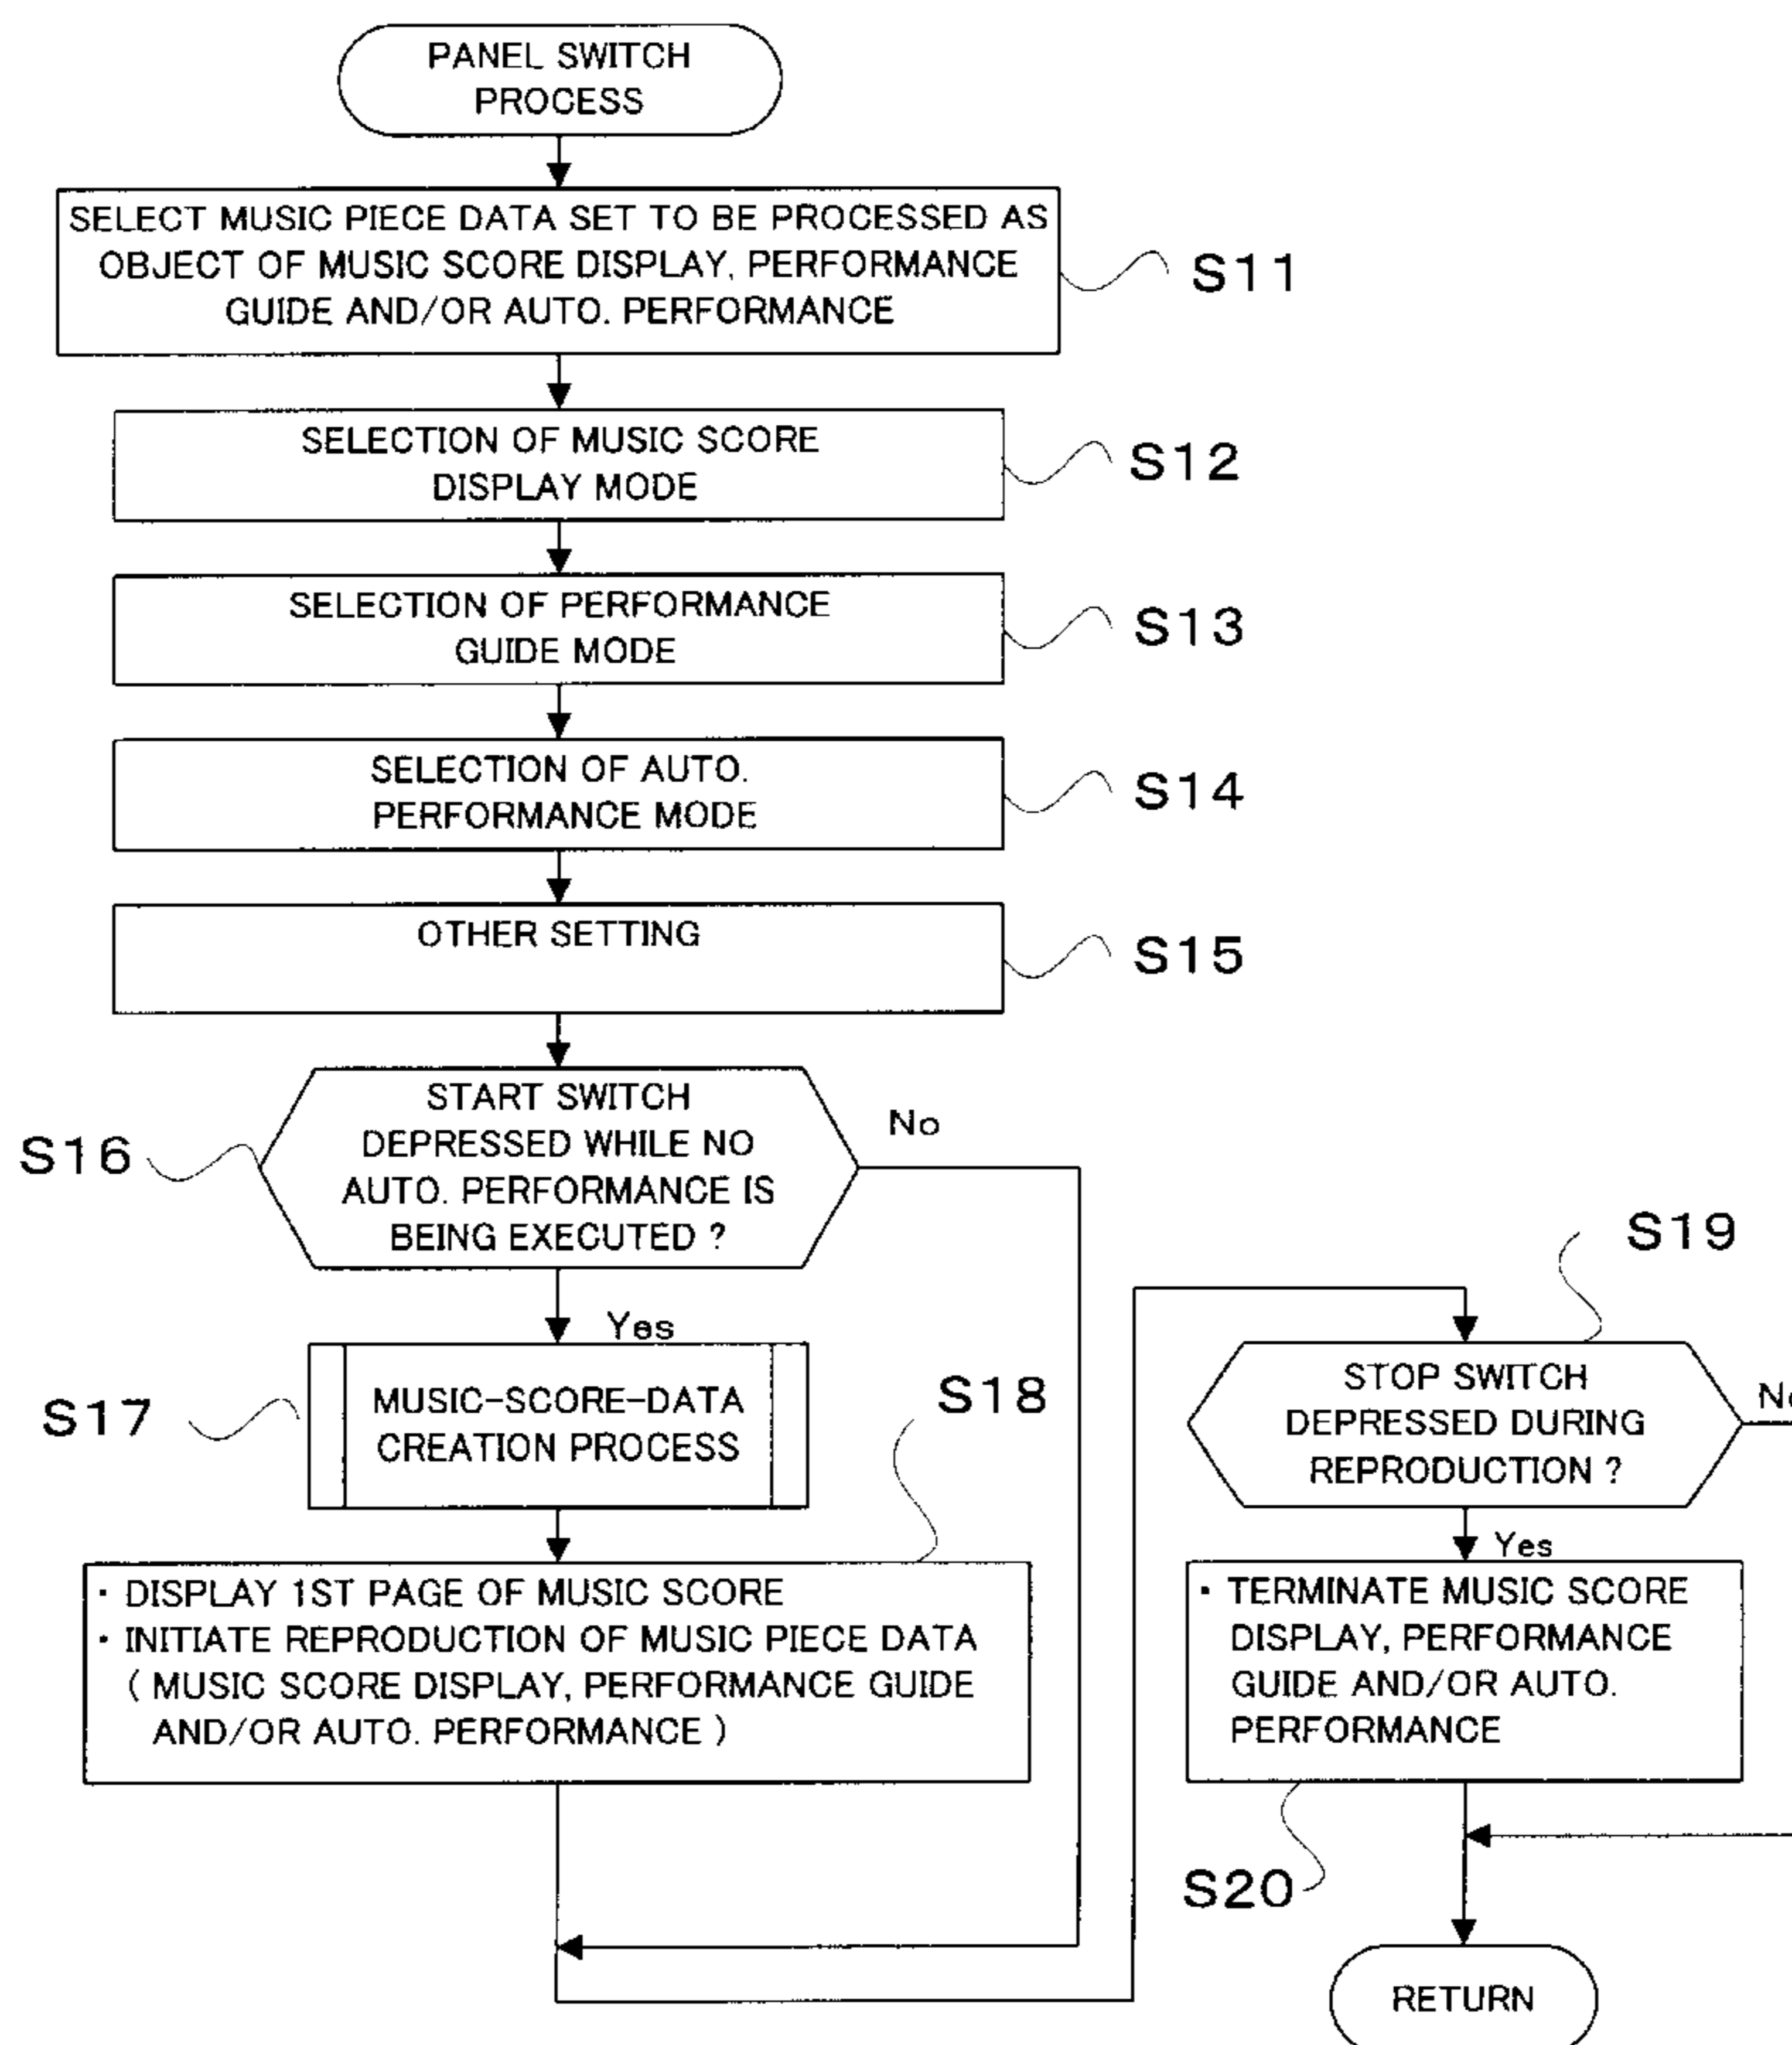 PANEL SWITCH
PROCESS
SELECT MUSIC PIECE DATA SET TO BE PROCESSED AS
OBJECT OF MUSIC SCORE DISPLAY, PERFORMANCE
GUIDE AND/OR AUTO. PERFORMANCE
S11
SELECTION OF MUSIC SCORE
DISPLAY MODE
S12
SELECTION OF PERFORMANCE
GUIDE MODE
S13
SELECTION OF AUTO.
PERFORMANCE MODE
S14
OTHER SETTING
S15
START SWITCH
DEPRESSED WHILE NO
AUTO. PERFORMANCE IS
BEING EXECUTED ?
S16
No
Yes
MUSIC-SCORE-DATA
CREATION PROCESS
S17
S18
・ DISPLAY 1ST PAGE OF MUSIC SCORE
・ INITIATE REPRODUCTION OF MUSIC PIECE DATA
( MUSIC SCORE DISPLAY, PERFORMANCE GUIDE
AND/OR AUTO. PERFORMANCE )
S19
STOP SWITCH
DEPRESSED DURING
REPRODUCTION ?
Yes
・ TERMINATE MUSIC SCORE
DISPLAY, PERFORMANCE
GUIDE AND/OR AUTO.
PERFORMANCE
S20
RETURN